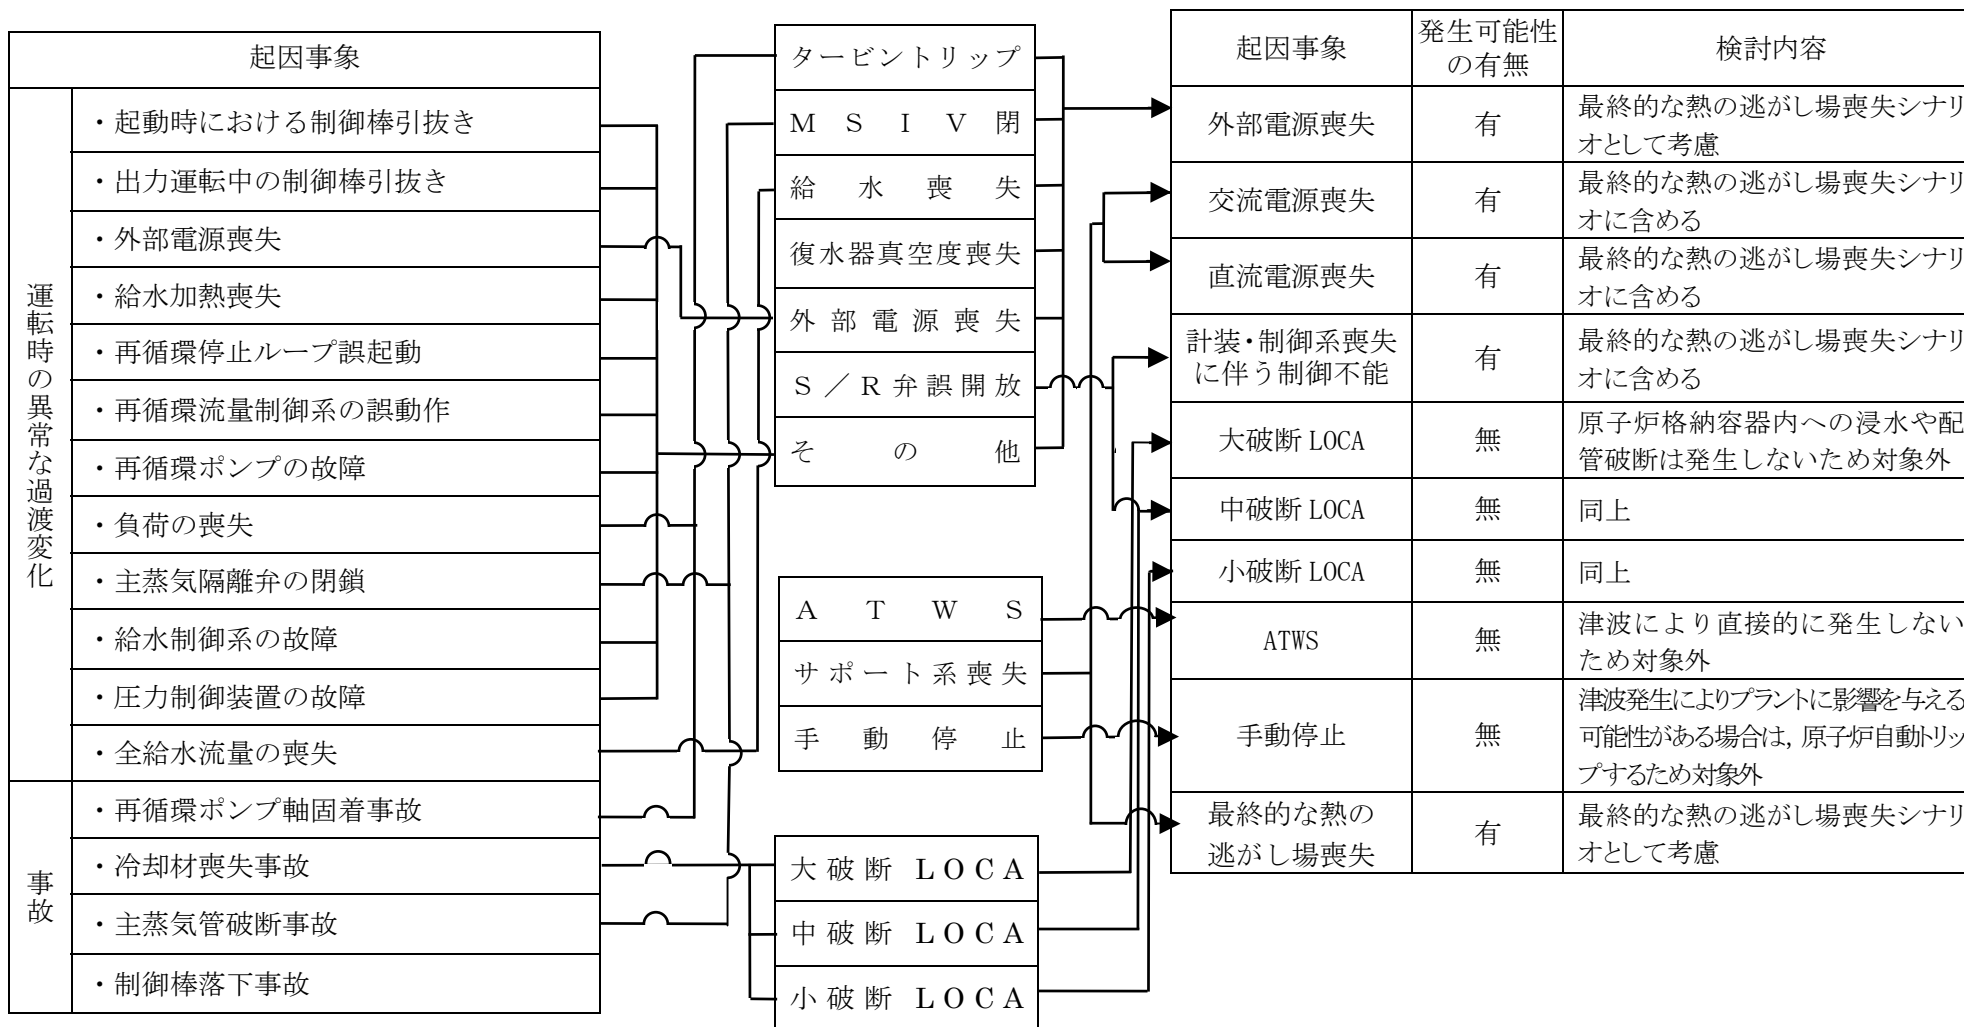 起因事象
運転時の異常な過渡変化
・起動時における制御棒引抜き
・出力運転中の制御棒引抜き
・外部電源喪失
・給水加熱喪失
・再循環停止ループ誤起動
・再循環流量制御系の誤動作
・再循環ポンプの故障
・負荷の喪失
・主蒸気隔離弁の閉鎖
・給水制御系の故障
・圧力制御装置の故障
・全給水流量の喪失
事故
・再循環ポンプ軸固着事故
・冷却材喪失事故
・主蒸気管破断事故
・制御棒落下事故
タービントリップ
MSIV閉
給水喪失
復水器真空度喪失
外部電源喪失
S/R弁誤開放
その他
ATWS
サポート系喪失
手動停止
大破断 LOCA
中破断 LOCA
小破断 LOCA
起因事象
発生可能性
の有無
検討内容
外部電源喪失
有
最終的な熱の逃がし場喪失シナリ
オとして考慮
交流電源喪失
有
最終的な熱の逃がし場喪失シナリ
オに含める
直流電源喪失
有
最終的な熱の逃がし場喪失シナリ
オに含める
計装・制御系喪失
に伴う制御不能
有
最終的な熱の逃がし場喪失シナリ
オに含める
大破断 LOCA
無
原子炉格納容器内への浸水や配
管破断は発生しないため対象外
中破断 LOCA
無
同上
小破断 LOCA
無
同上
ATWS
無
津波により直接的に発生しない
ため対象外
手動停止
無
津波発生によりプラントに影響を与える
可能性がある場合は，原子炉自動トリッ
プするため対象外
最終的な熱の
逃がし場喪失
有
最終的な熱の逃がし場喪失シナリ
オとして考慮